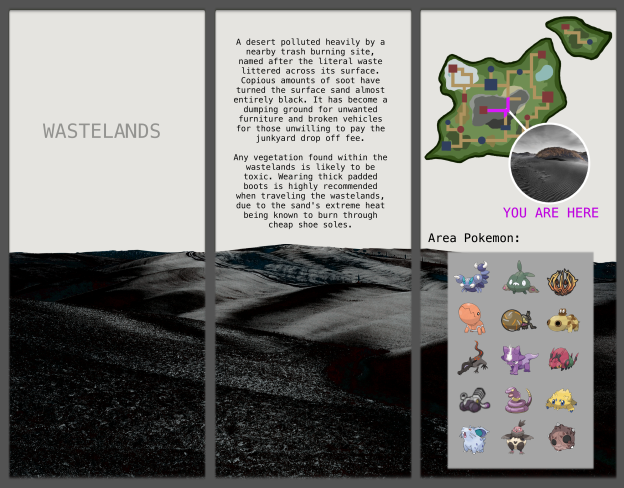 WASTELANDS
A desert polluted heavily by a
nearby trash burning site,
named after the literal waste
littered across its surface.
Copious amounts of soot have
turned the surface sand almost
entirely black. It has become a
dumping ground for unwanted
furniture and broken vehicles
for those unwilling to pay the
junkyard drop off fee.
Any vegetation found within the
wastelands is likely to be
toxic. Wearing thick padded
boots is highly recommended
when traveling the wastelands,
due to the sand's extreme heat
being known to burn through
cheap shoe soles.
YOU ARE HERE
Area Pokemon: